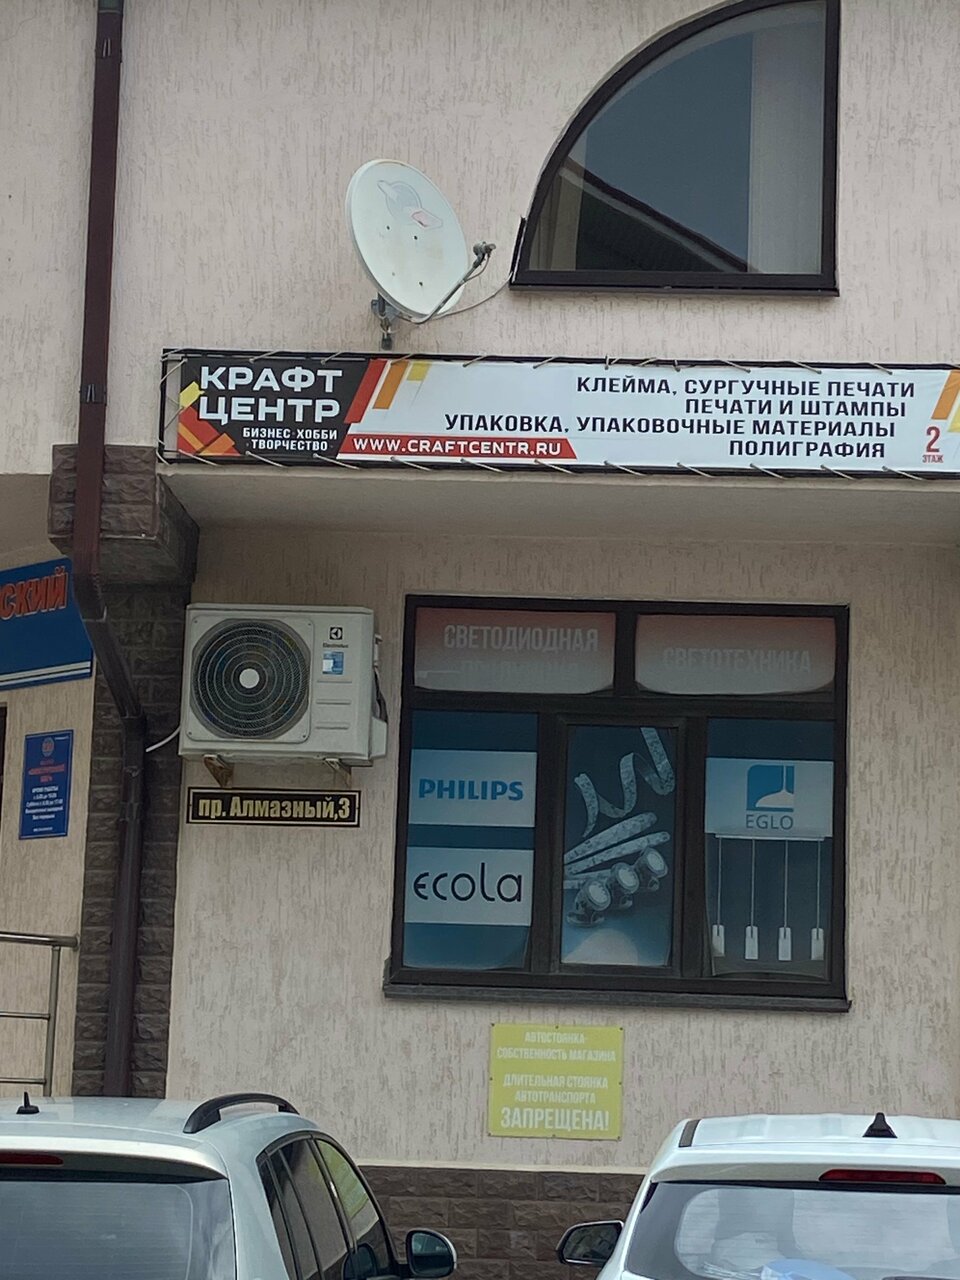 КРАФТ
ЦЕНТР
БИЗНЕС·ХОББИ
·ТВОРЧЕСТВО
WWW.CRAFTCENTR.RU
КЛЕЙМА, СУРГУЧНЫЕ ПЕЧАТИ
ПЕЧАТИ И ШТАМПЫ
УПАКОВКА, УПАКОВОЧНЫЕ МАТЕРИАЛЫ
ПОЛИГРАФИЯ
2
ЭТАЖ
СКИЙ
Electrolux
пр. Алмазный,3
СВЕТОДИОДНАЯ
СВЕТОТЕХНИКА
PHILIPS
ecola
EGLO
АВТОСТОЯНКА-
СОБСТВЕННОСТЬ МАГАЗИНА
ДЛИТЕЛЬНАЯ СТОЯНКА
АВТОТРАНСПОРТА
ЗАПРЕЩЕНА!